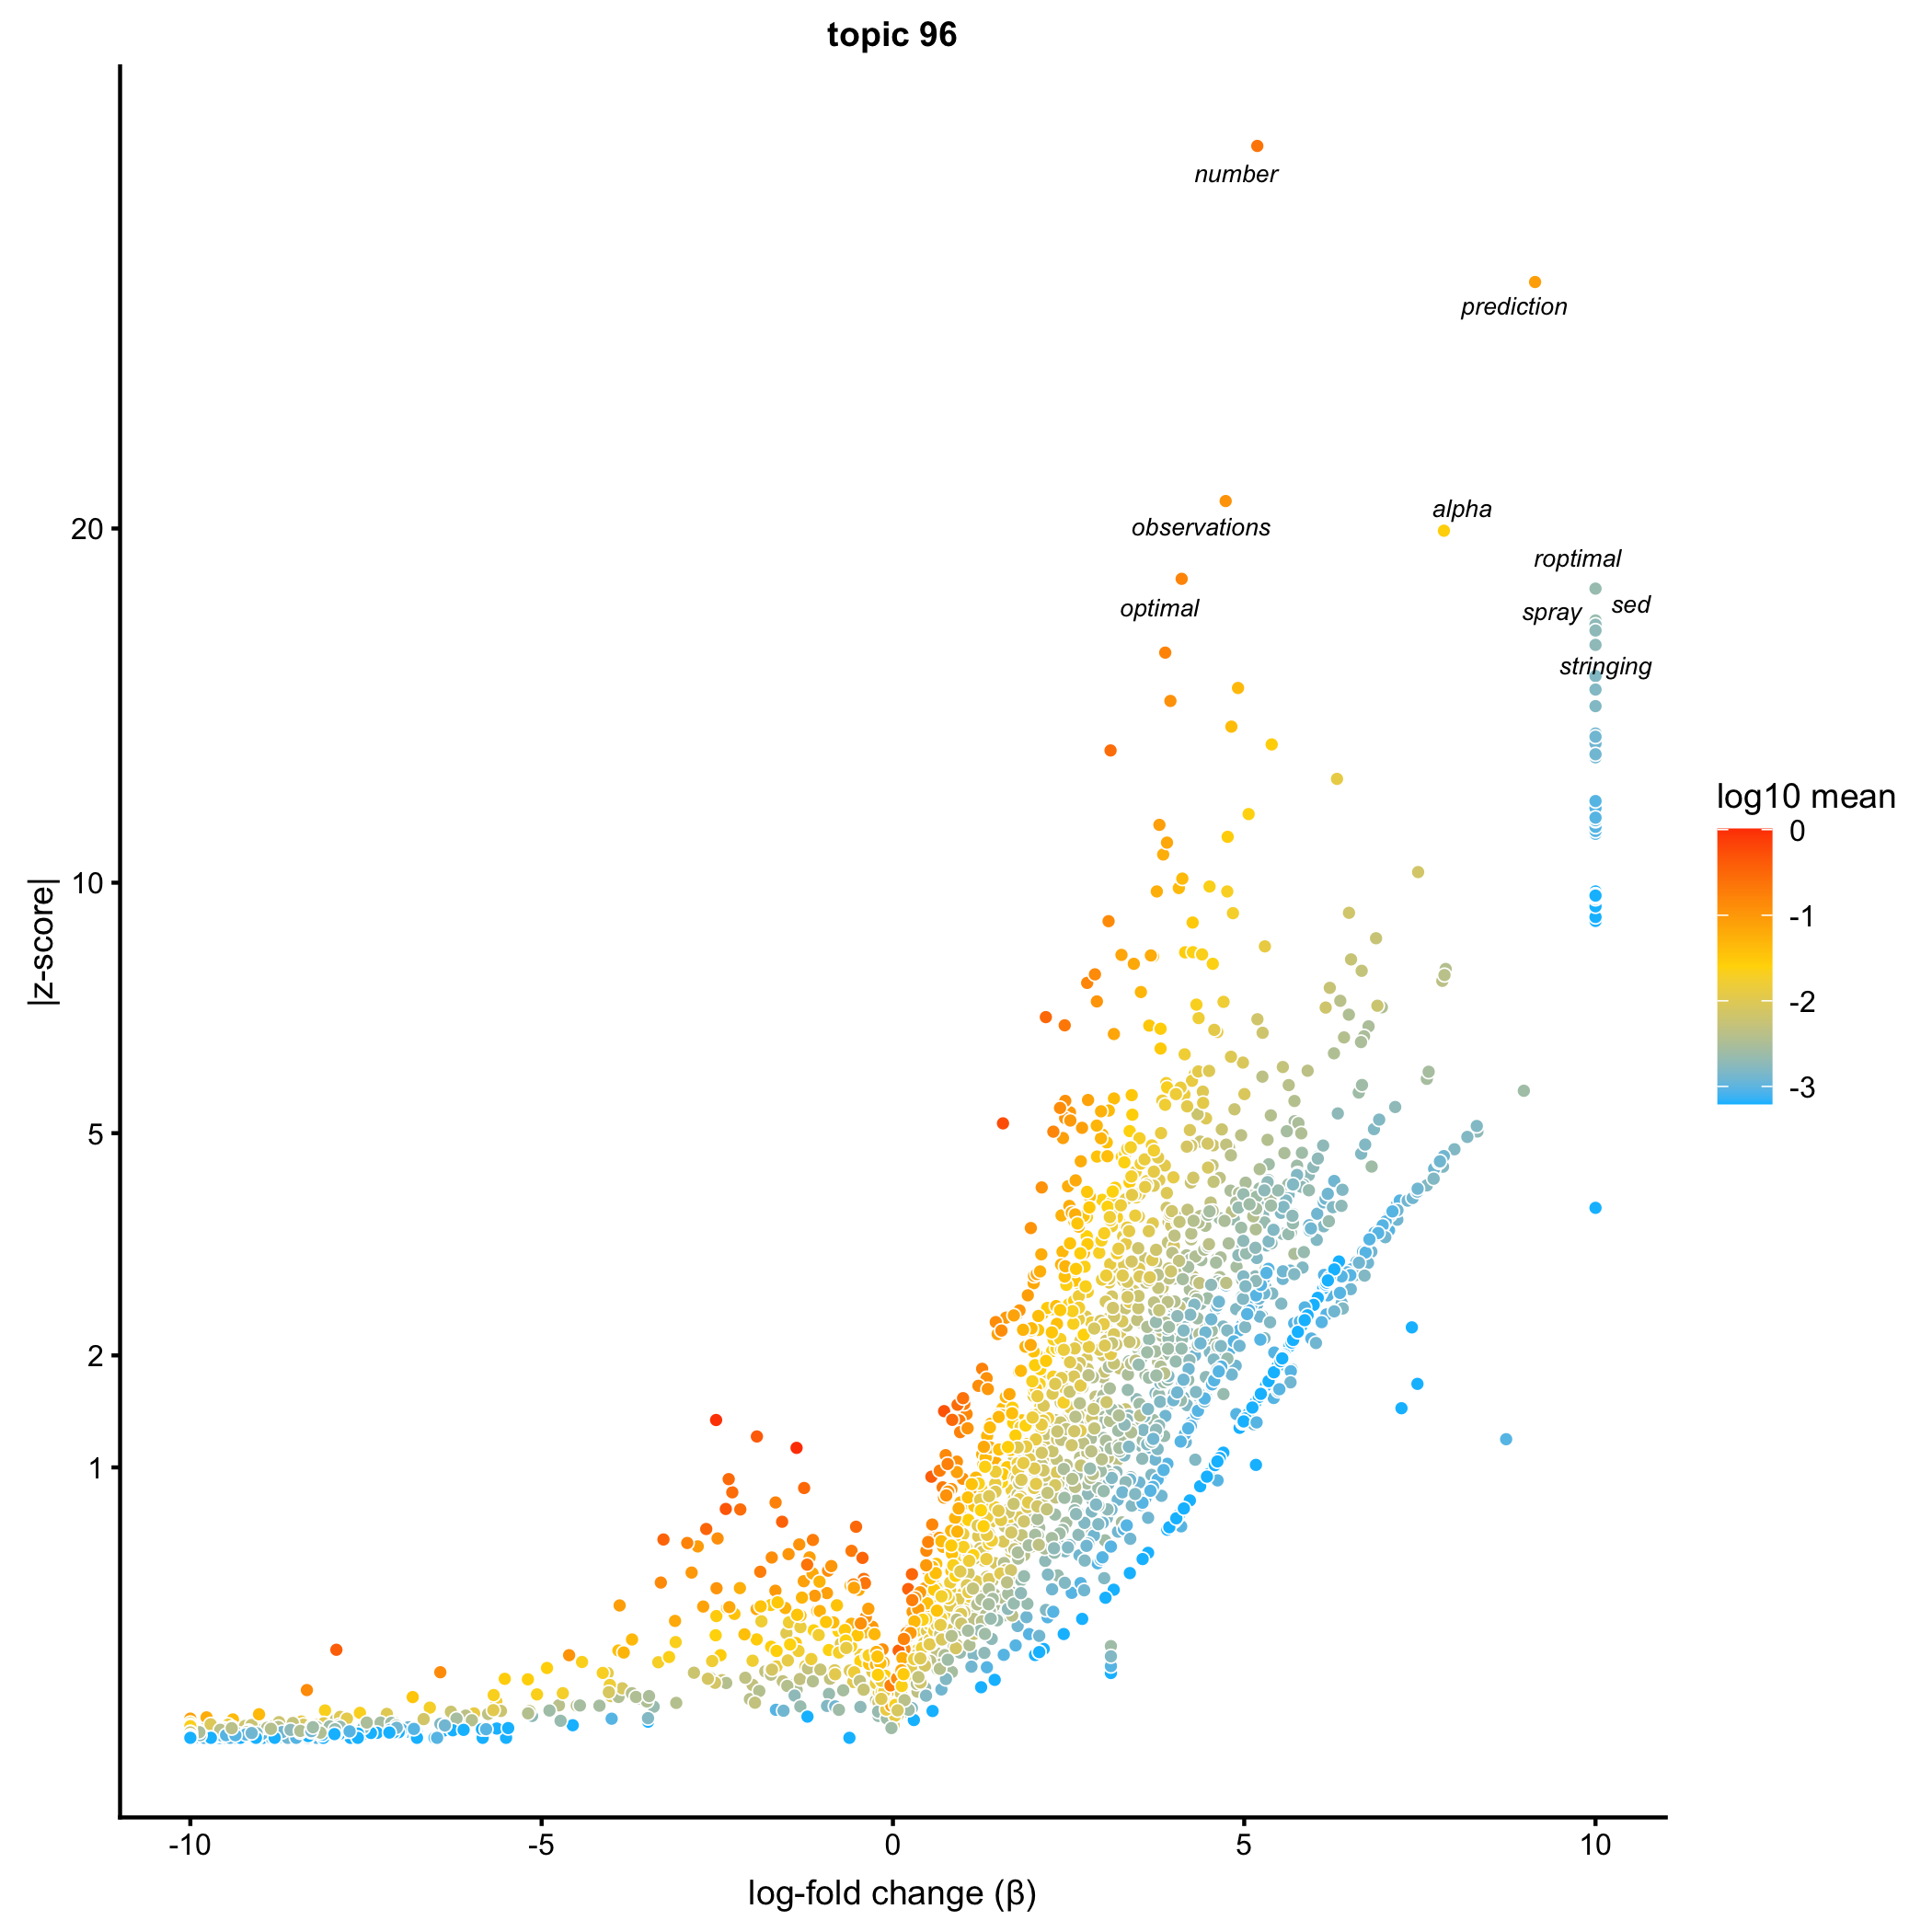 topic 96
number
prediction
alpha
observations
roptimal
optimal
spray
sed
stringing
|z-score|
20
10
5
2
1
log10 mean
0
-1
-2
-3
-10
-5
0
5
10
log-fold change (β)